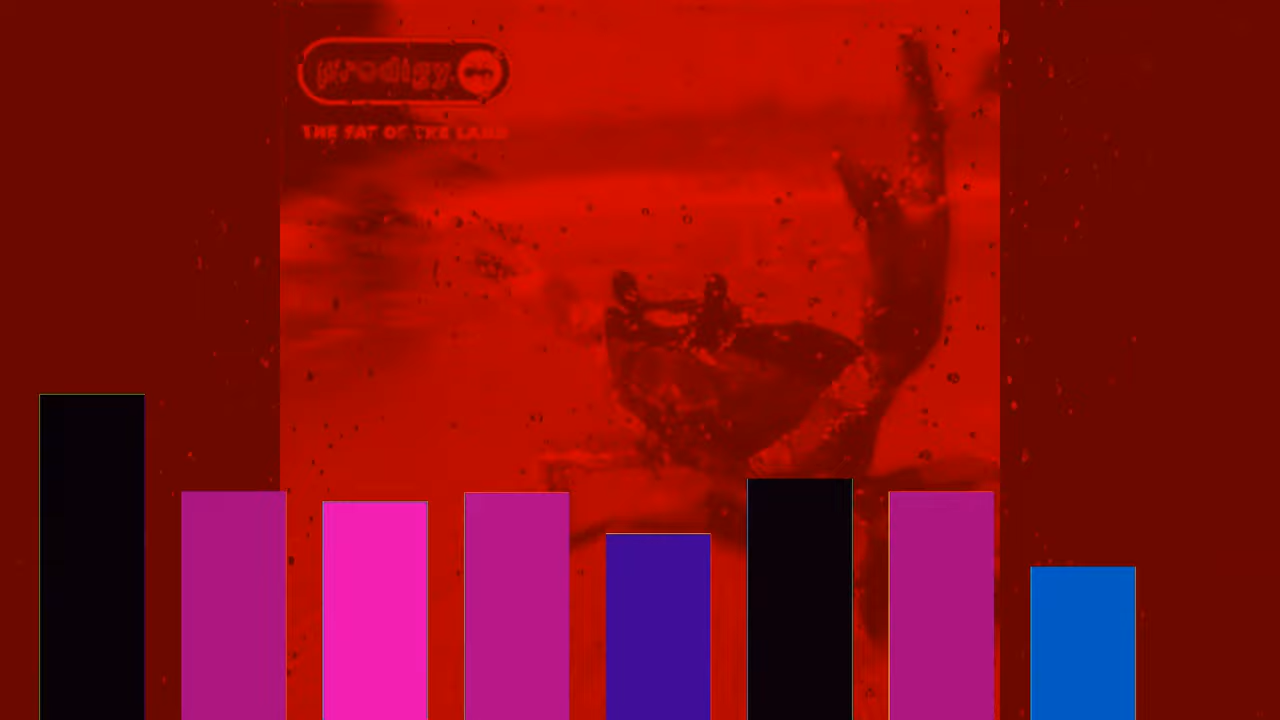 prodigy.
THE FAT OF THE LAND